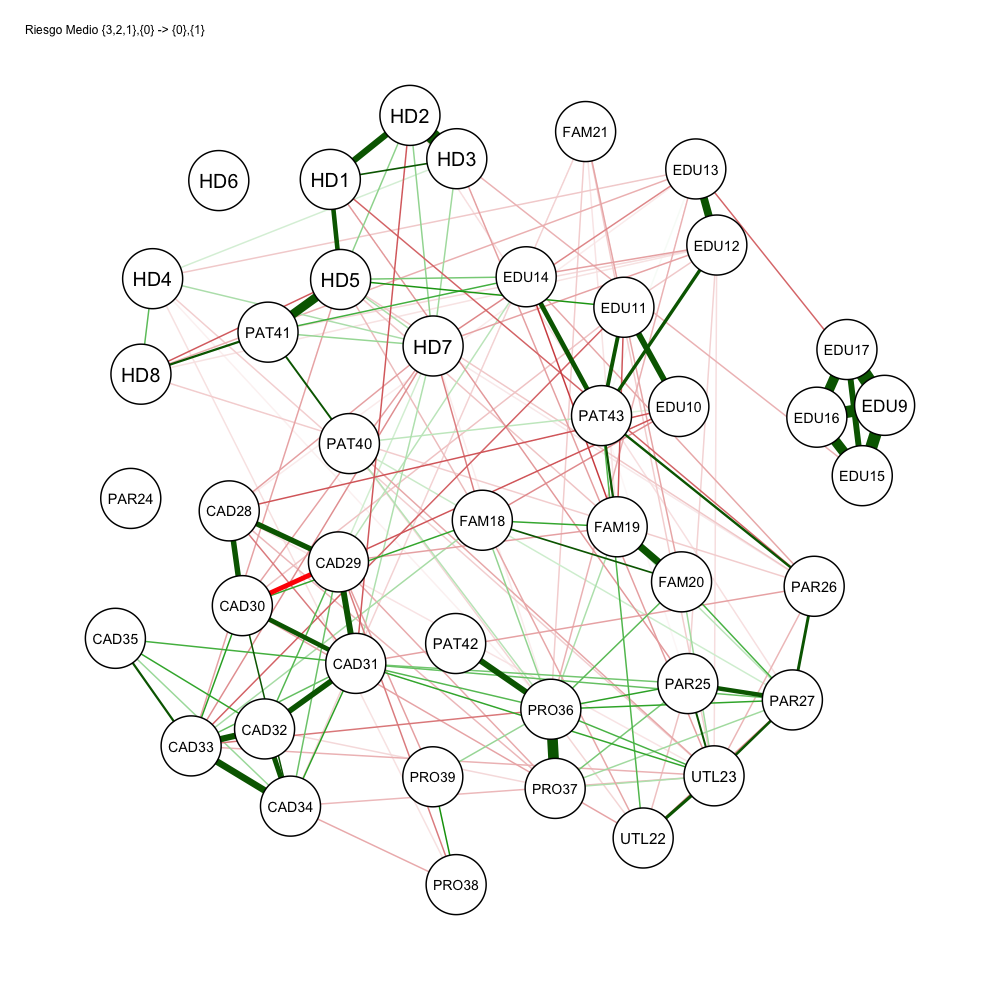 Riesgo Medio {3,2,1},{0} -> {0},{1}
HD2
FAM21
HD3
EDU13
HD6
HD1
EDU12
HD4
HD5
EDU14
EDU11
PAT41
HD7
EDU17
HD8
EDU10
EDU9
PAT43
EDU16
PAT40
EDU15
PAR24
CAD28
FAM18
FAM19
CAD29
FAM20
PAR26
CAD30
CAD35
PAT42
CAD31
PAR25
PAR27
PRO36
CAD32
CAD33
PRO39
UTL23
PRO37
CAD34
UTL22
PRO38